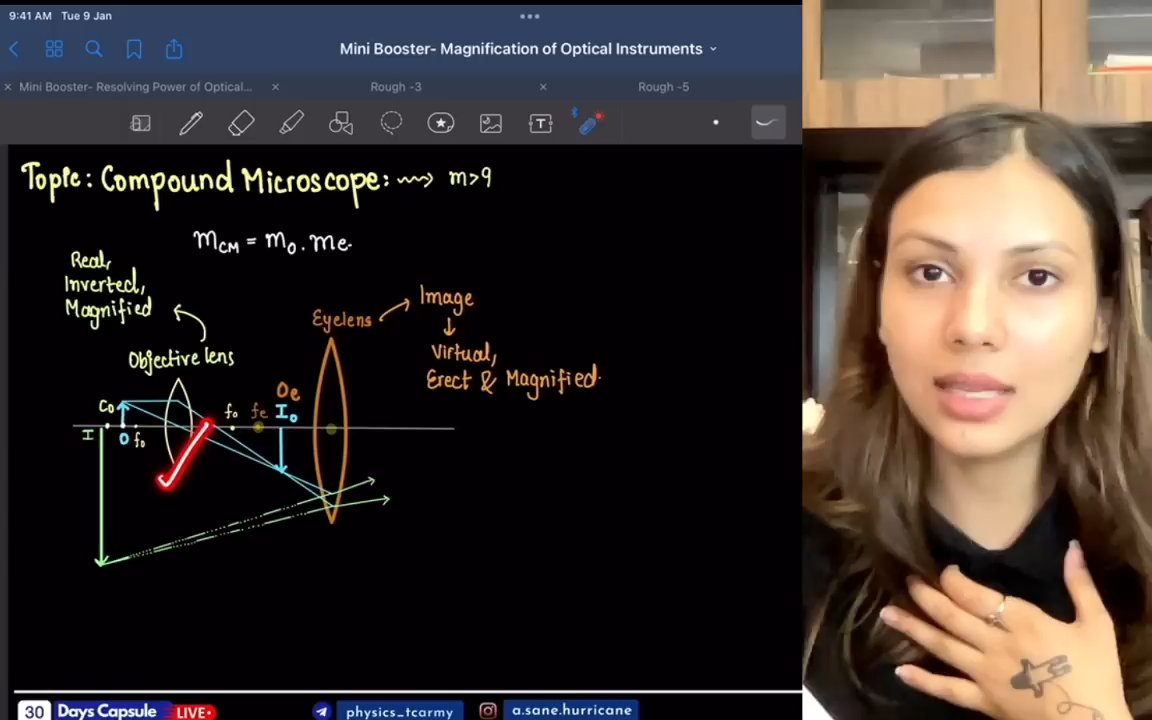 9:41 AM Tue 9 Jan
Mini Booster- Magnification of Optical Instruments
Mini Booster- Resolving Power of Optical...
Rough -3
Rough -5
T
Topic: Compound Microscope: m>9
mCM = mo . me.
Real,
Inverted,
Magnified
Objective lens
Eyelens
Image
Virtual,
Erect & Magnified.
Co
fo
fe
Oe
Io
I
O
fo
30 Days Capsule LIVE
physics_tcarmy
a.sane.hurricane